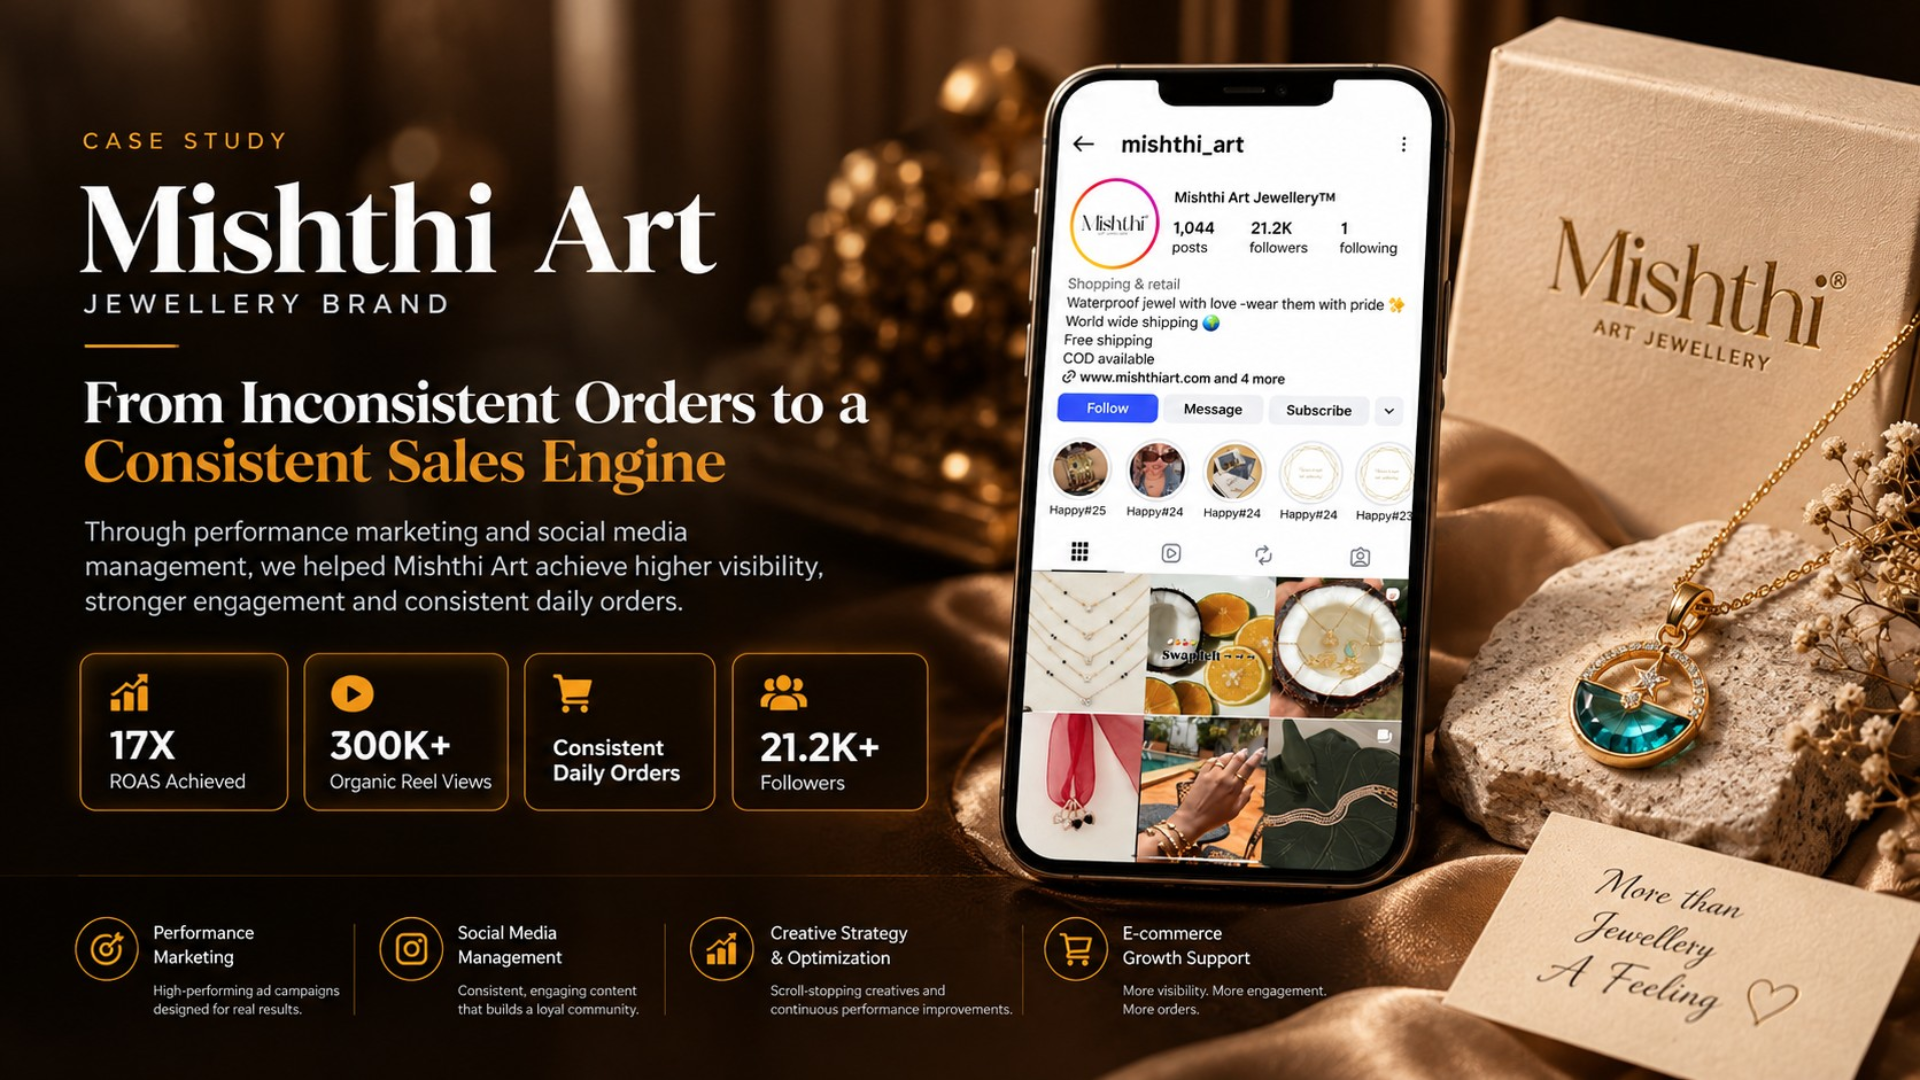 CASE STUDY
Mishthi Art
JEWELLERY BRAND
From Inconsistent Orders to a
Consistent Sales Engine
Through performance marketing and social media
management, we helped Mishthi Art achieve higher visibility,
stronger engagement and consistent daily orders.
17X
ROAS Achieved
300K+
Organic Reel Views
Consistent
Daily Orders
21.2K+
Followers
Performance
Marketing
High-performing ad campaigns
designed for real results.
Social Media
Management
Consistent, engaging content
that builds a loyal community.
Creative Strategy
& Optimization
Scroll-stopping creatives and
continuous performance improvements.
E-commerce
Growth Support
More visibility. More engagement.
More orders.
mishthi_art
Mishthi
Mishthi Art Jewellery™
1,044 21.2K 1
posts followers following
Shopping & retail
Waterproof jewel with love -wear them with pride
World wide shipping
Free shipping
COD available
www.mishthiart.com and 4 more
Follow Message Subscribe
Happy#25 Happy#24 Happy#24 Happy#24 Happy#23
Mishthi®
ART JEWELLERY
More than
Jewellery
A Feeling